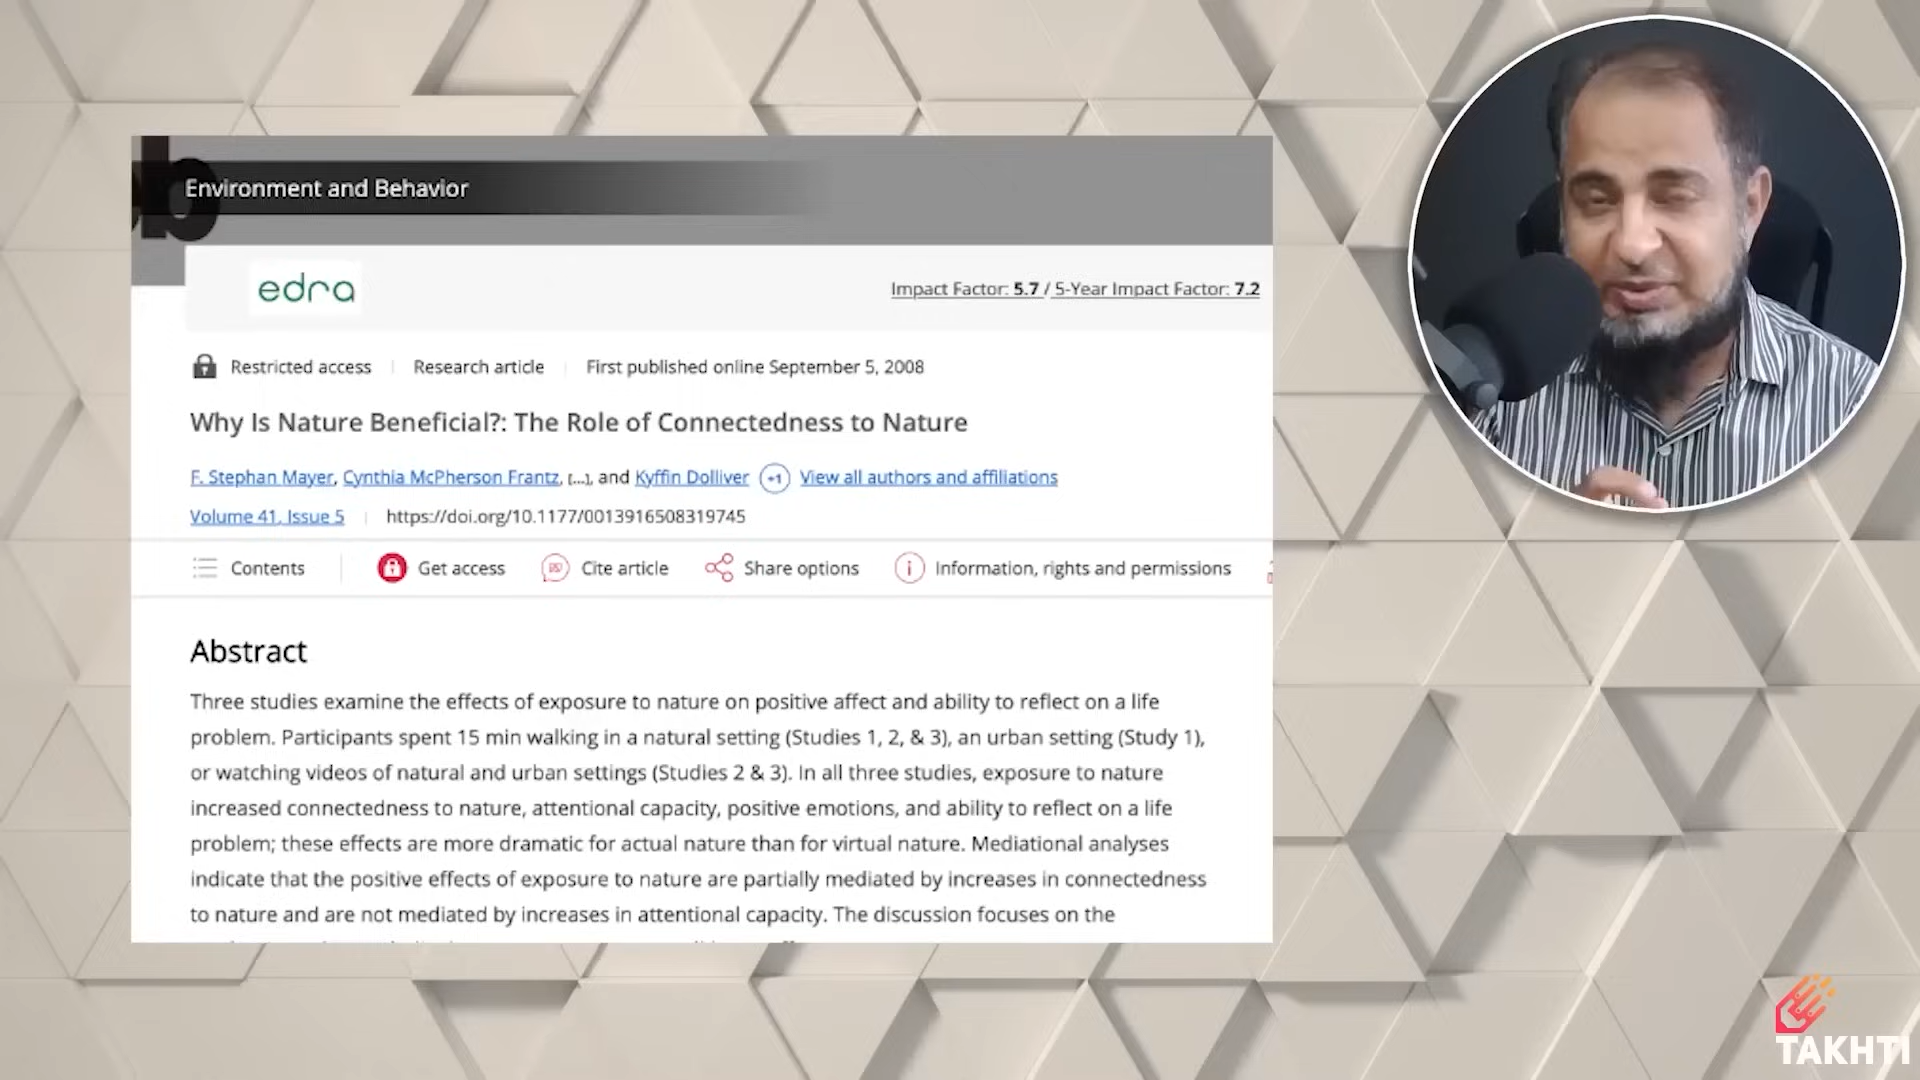 Environment and Behavior
edra
Impact Factor: 5.7 / 5-Year Impact Factor: 7.2
Restricted access | Research article | First published online September 5, 2008
Why Is Nature Beneficial?: The Role of Connectedness to Nature
F. Stephan Mayer, Cynthia McPherson Frantz, [...], and Kyffin Dolliver +1 View all authors and affiliations
Volume 41, Issue 5 | https://doi.org/10.1177/0013916508319745
Contents | Get access Cite article Share options Information, rights and permissions
Abstract
Three studies examine the effects of exposure to nature on positive affect and ability to reflect on a life
problem. Participants spent 15 min walking in a natural setting (Studies 1, 2, & 3), an urban setting (Study 1),
or watching videos of natural and urban settings (Studies 2 & 3). In all three studies, exposure to nature
increased connectedness to nature, attentional capacity, positive emotions, and ability to reflect on a life
problem; these effects are more dramatic for actual nature than for virtual nature. Mediational analyses
indicate that the positive effects of exposure to nature are partially mediated by increases in connectedness
to nature and are not mediated by increases in attentional capacity. The discussion focuses on the
TAKHTI